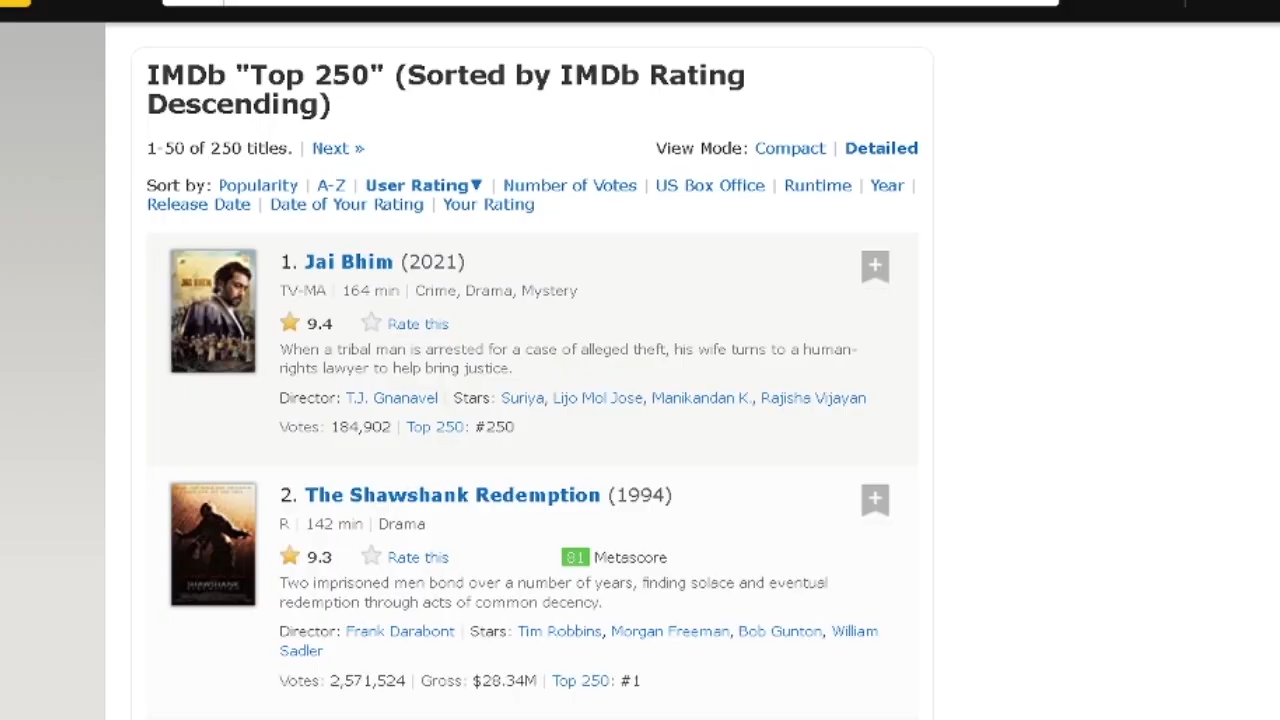 IMDb "Top 250" (Sorted by IMDb Rating
Descending)
1-50 of 250 titles. | Next »
View Mode: Compact | Detailed
Sort by: Popularity | A-Z | User Rating▼ | Number of Votes | US Box Office | Runtime | Year |
Release Date | Date of Your Rating | Your Rating
1. Jai Bhim (2021)
TV-MA | 164 min | Crime, Drama, Mystery
9.4 Rate this
When a tribal man is arrested for a case of alleged theft, his wife turns to a human-
rights lawyer to help bring justice.
Director: T.J. Gnanavel | Stars: Suriya, Lijo Mol Jose, Manikandan K., Rajisha Vijayan
Votes: 184,902 | Top 250: #250
JAI BHIM
2. The Shawshank Redemption (1994)
R | 142 min | Drama
9.3 Rate this 81 Metascore
Two imprisoned men bond over a number of years, finding solace and eventual
redemption through acts of common decency.
Director: Frank Darabont | Stars: Tim Robbins, Morgan Freeman, Bob Gunton, William
Sadler
Votes: 2,571,524 | Gross: $28.34M | Top 250: #1
SHAWSHANK